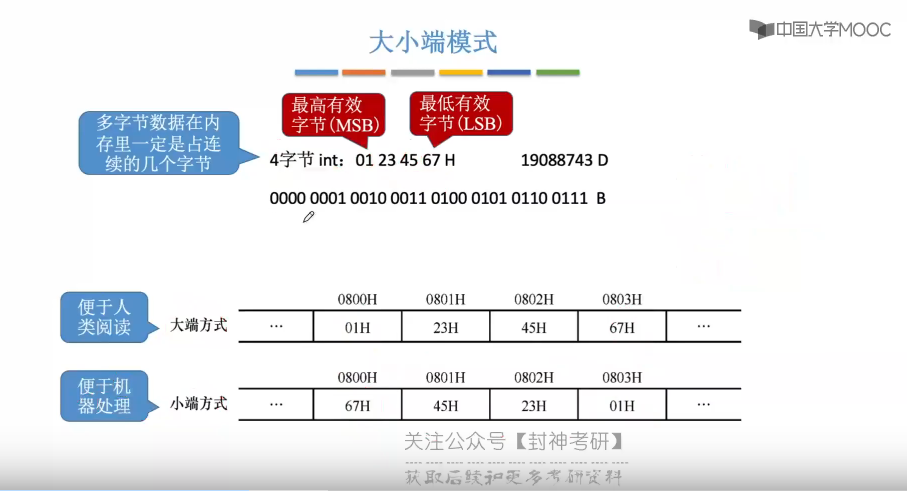 中国大学MOOC
大小端模式
最高有效
字节(MSB)
最低有效
字节(LSB)
多字节数据在内
存里一定是占连
续的几个字节
4字节 int：01 23 45 67 H 19088743 D
0000 0001 0010 0011 0100 0101 0110 0111 B
便于人
类阅读
大端方式
0800H 0801H 0802H 0803H
… 01H 23H 45H 67H …
便于机
器处理
小端方式
0800H 0801H 0802H 0803H
… 67H 45H 23H 01H …
关注公众号【封神考研】
获取后续和更多考研资料